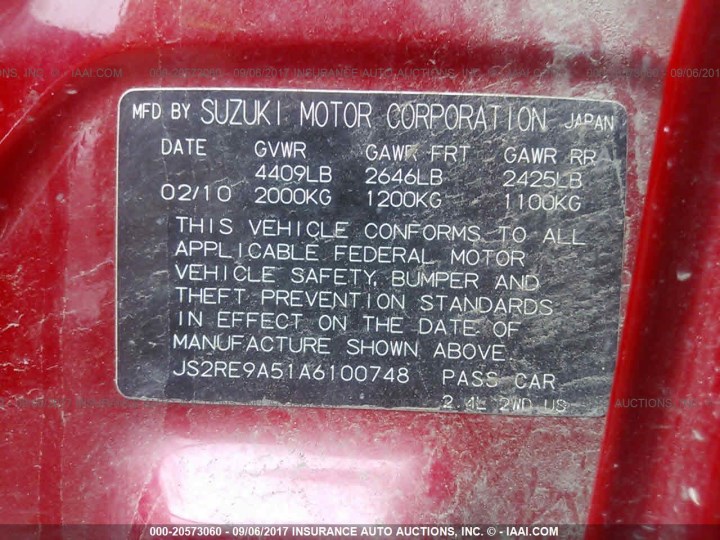 MFD BY SUZUKI MOTOR CORPORATION JAPAN
DATE GVWR GAWR FRT GAWR RR
4409LB 2646LB 2425LB
02/10 2000KG 1200KG 1100KG
THIS VEHICLE CONFORMS TO ALL
APPLICABLE FEDERAL MOTOR
VEHICLE SAFETY, BUMPER AND
THEFT PREVENTION STANDARDS
IN EFFECT ON THE DATE OF
MANUFACTURE SHOWN ABOVE.
JS2RE9A51A6100748 PASS CAR
2.4L 2WD US
000-20573060 - 09/06/2017 INSURANCE AUTO AUCTIONS, INC. © - IAAI.COM